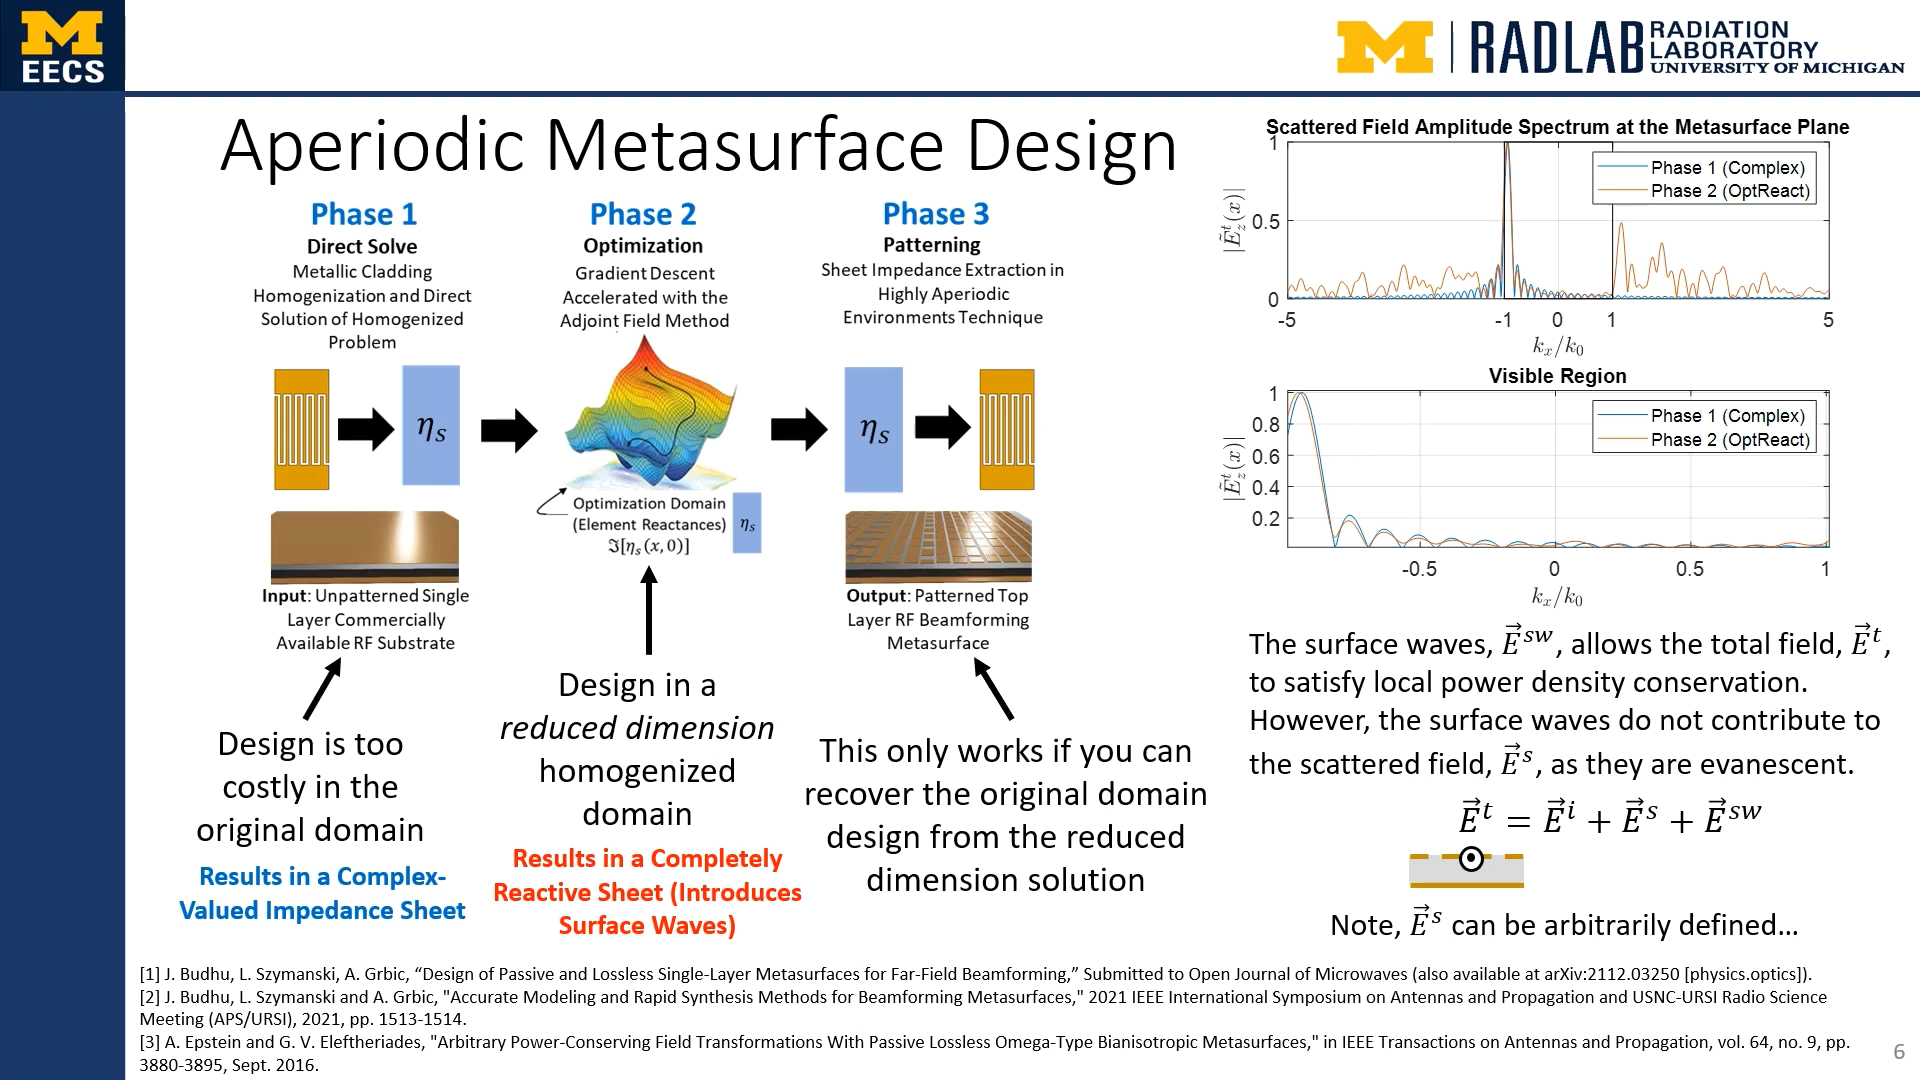 M
EECS
M
RADLAB
RADIATION
LABORATORY
UNIVERSITY OF MICHIGAN
Aperiodic Metasurface Design
Phase 1
Direct Solve
Metallic Cladding
Homogenization and Direct
Solution of Homogenized
Problem
η_s
Input: Unpatterned Single
Layer Commercially
Available RF Substrate
Design is too
costly in the
original domain
Results in a Complex-
Valued Impedance Sheet
Phase 2
Optimization
Gradient Descent
Accelerated with the
Adjoint Field Method
Optimization Domain
(Element Reactances)
ℑ[η_s(x,0)]
η_s
Design in a
reduced dimension
homogenized
domain
Results in a Completely
Reactive Sheet (Introduces
Surface Waves)
Phase 3
Patterning
Sheet Impedance Extraction in
Highly Aperiodic
Environments Technique
η_s
Output: Patterned Top
Layer RF Beamforming
Metasurface
This only works if you can
recover the original domain
design from the reduced
dimension solution
Scattered Field Amplitude Spectrum at the Metasurface Plane
|Ẽ_z^t(x)|
1
0.5
0
Phase 1 (Complex)
Phase 2 (OptReact)
-5 -1 0 1 5
k_x/k_0
Visible Region
|Ẽ_z^t(x)|
1
0.8
0.6
0.4
0.2
Phase 1 (Complex)
Phase 2 (OptReact)
-0.5 0 0.5 1
k_x/k_0
The surface waves, E⃗^sw, allows the total field, E⃗^t,
to satisfy local power density conservation.
However, the surface waves do not contribute to
the scattered field, E⃗^s, as they are evanescent.
E⃗^t = E⃗^i + E⃗^s + E⃗^sw
Note, E⃗^s can be arbitrarily defined…
[1] J. Budhu, L. Szymanski, A. Grbic, “Design of Passive and Lossless Single-Layer Metasurfaces for Far-Field Beamforming,” Submitted to Open Journal of Microwaves (also available at arXiv:2112.03250 [physics.optics]).
[2] J. Budhu, L. Szymanski and A. Grbic, "Accurate Modeling and Rapid Synthesis Methods for Beamforming Metasurfaces," 2021 IEEE International Symposium on Antennas and Propagation and USNC-URSI Radio Science
Meeting (APS/URSI), 2021, pp. 1513-1514.
[3] A. Epstein and G. V. Eleftheriades, "Arbitrary Power-Conserving Field Transformations With Passive Lossless Omega-Type Bianisotropic Metasurfaces," in IEEE Transactions on Antennas and Propagation, vol. 64, no. 9, pp.
3880-3895, Sept. 2016.
6